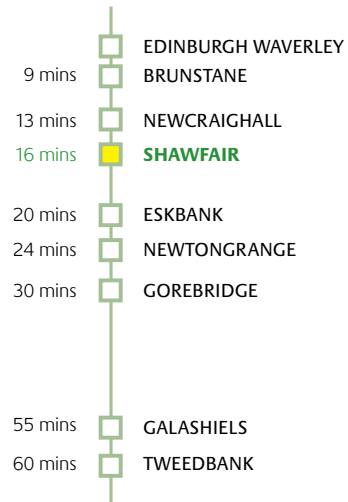 EDINBURGH WAVERLEY
9 mins BRUNSTANE
13 mins NEWCRAIGHALL
16 mins SHAWFAIR
20 mins ESKBANK
24 mins NEWTONGRANGE
30 mins GOREBRIDGE
55 mins GALASHIELS
60 mins TWEEDBANK